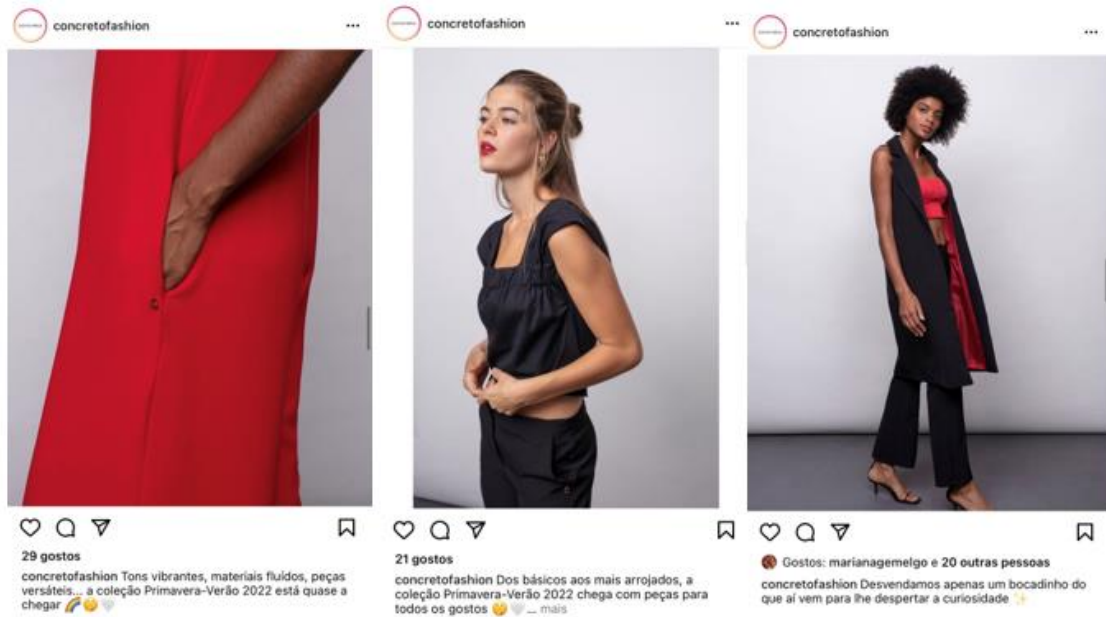 concretofashion
29 gostos
concretofashion Tons vibrantes, materiais fluídos, peças
versáteis... a coleção Primavera-Verão 2022 está quase a
chegar 🌈😚🤍
concretofashion
21 gostos
concretofashion Dos básicos aos mais arrojados, a
coleção Primavera-Verão 2022 chega com peças para
todos os gostos 😚🤍... mais
concretofashion
Gostos: marianagemelgo e 20 outras pessoas
concretofashion Desvendamos apenas um bocadinho do
que aí vem para lhe despertar a curiosidade ✨